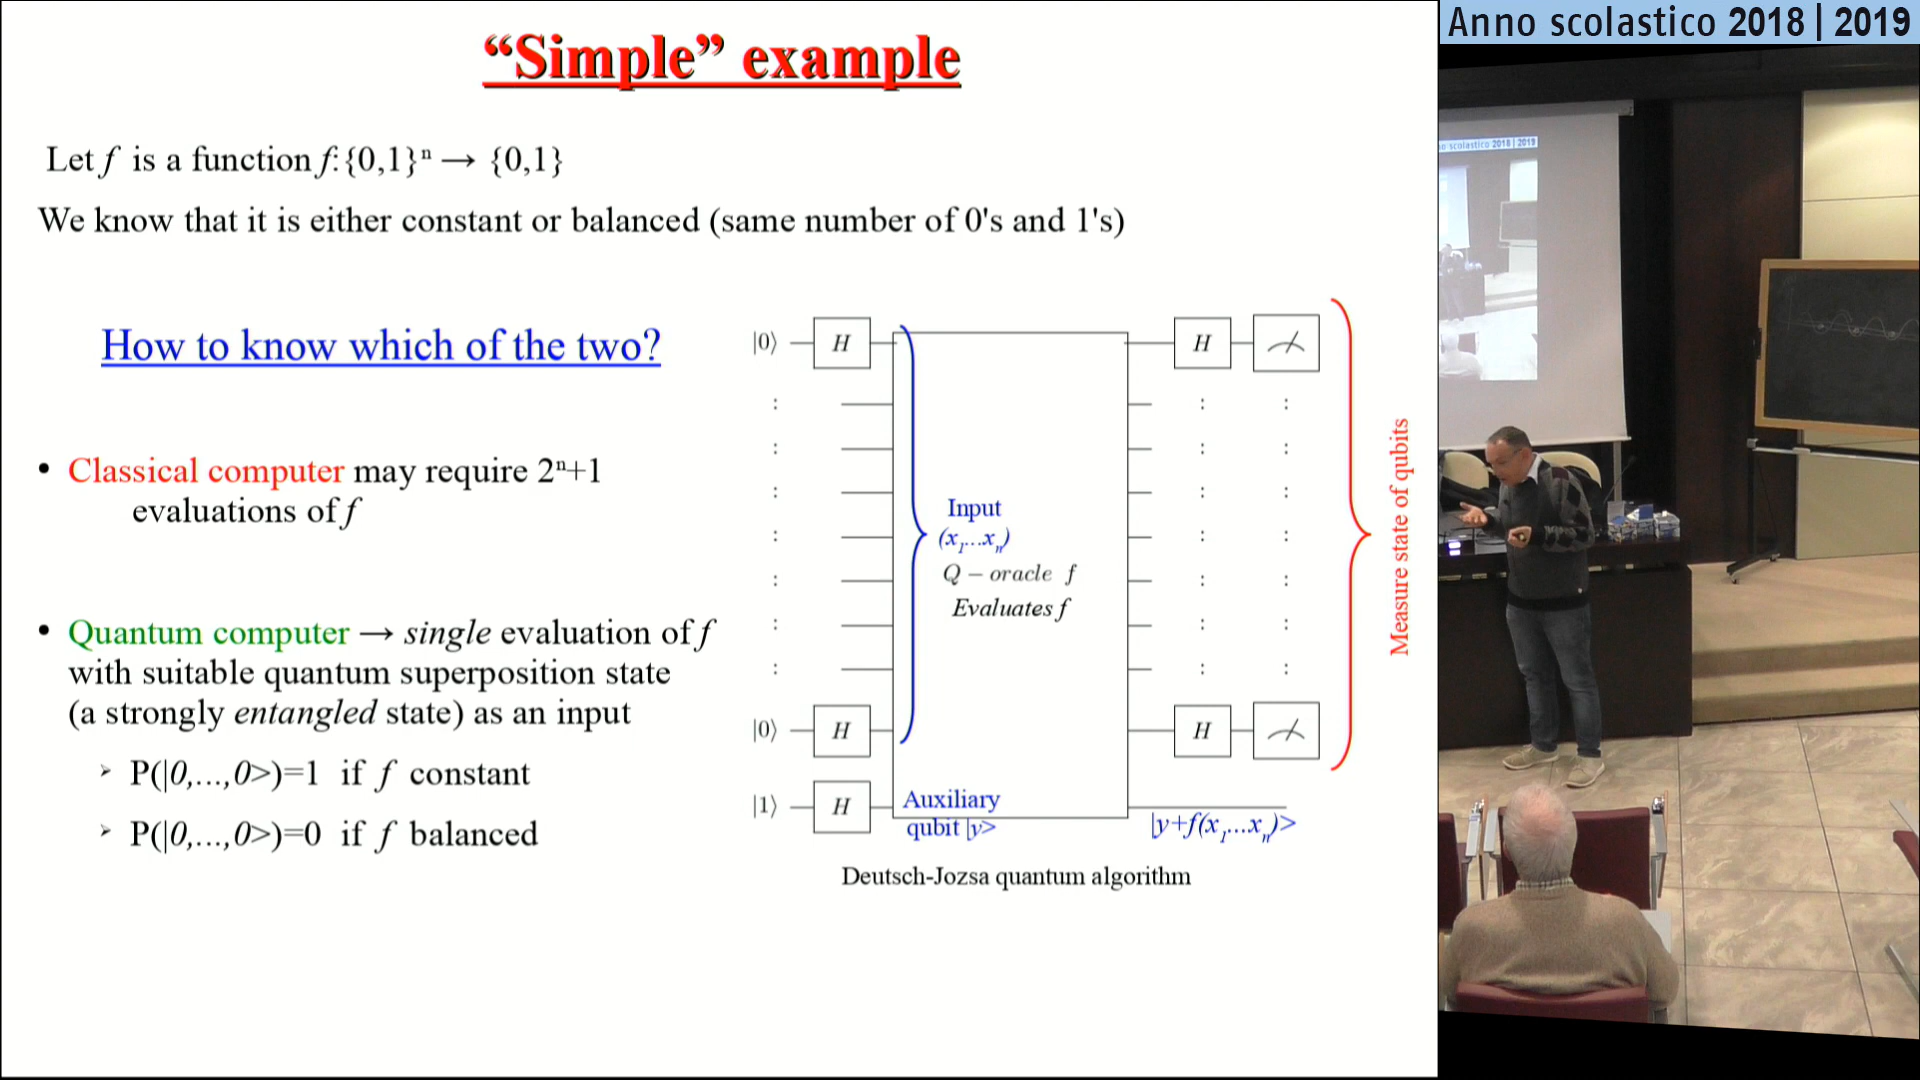 Anno scolastico 2018 | 2019
“Simple” example
Let f is a function f:{0,1}ⁿ → {0,1}
We know that it is either constant or balanced (same number of 0's and 1's)
How to know which of the two?
• Classical computer may require 2ⁿ+1
evaluations of f
• Quantum computer → single evaluation of f
with suitable quantum superposition state
(a strongly entangled state) as an input
➢ P(|0,...,0>)=1 if f constant
➢ P(|0,...,0>)=0 if f balanced
|0⟩ H H
: : :
: : :
: : :
: : :
: : :
: : :
: : :
|0⟩ H H
|1⟩ H
Input
(x₁...xₙ)
Q – oracle f
Evaluates f
Auxiliary
qubit |y>
|y+f(x₁...xₙ)>
Measure state of qubits
Deutsch-Jozsa quantum algorithm
o scolastico 2018 | 2019